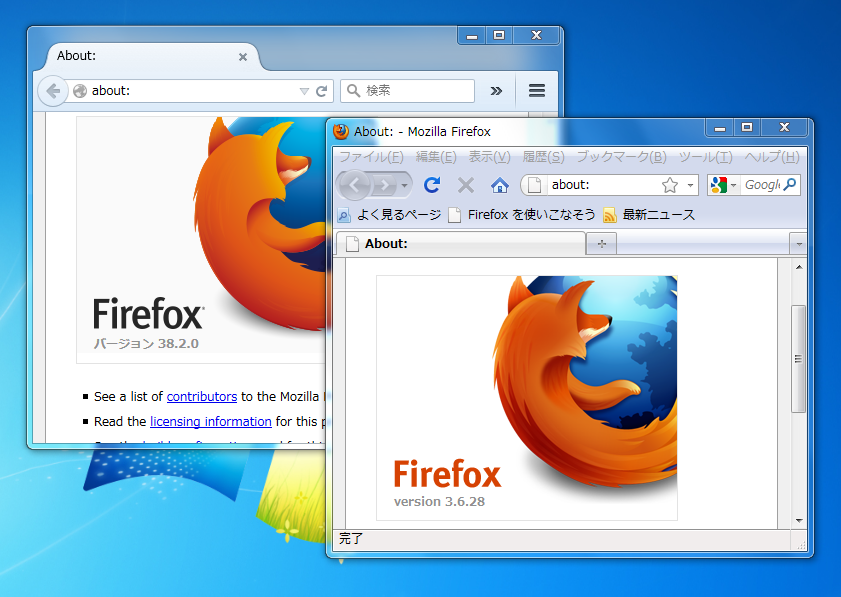 About:
about:
検索
Firefox
バージョン 38.2.0
See a list of contributors to the Mozilla
Read the licensing information for this
About: - Mozilla Firefox
ファイル(F) 編集(E) 表示(V) 履歴(S) ブックマーク(B) ツール(T) ヘルプ(H)
about:
Google
よく見るページ Firefox を使いこなそう 最新ニュース
About:
Firefox
version 3.6.28
完了